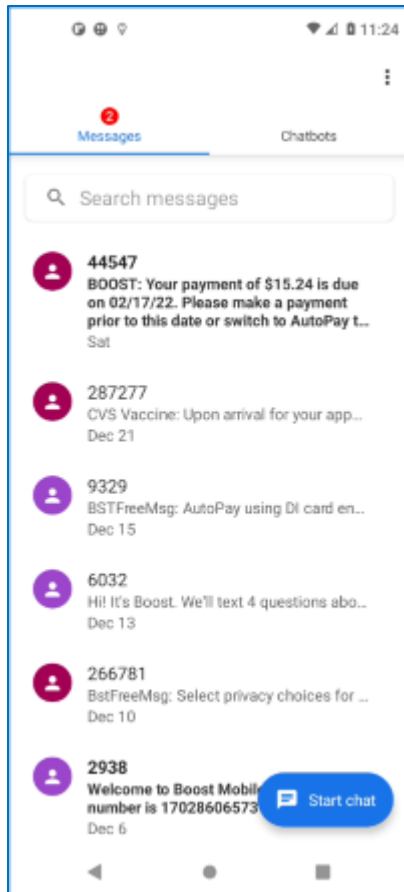 11:24
2
Messages
Chatbots
Search messages
44547
BOOST: Your payment of $15.24 is due
on 02/17/22. Please make a payment
prior to this date or switch to AutoPay t...
Sat
287277
CVS Vaccine: Upon arrival for your app...
Dec 21
9329
BSTFreeMsg: AutoPay using DI card en...
Dec 15
6032
Hi! It's Boost. We'll text 4 questions abo...
Dec 13
266781
BstFreeMsg: Select privacy choices for ...
Dec 10
2938
Welcome to Boost Mobile
number is 17028606573
Dec 6
Start chat